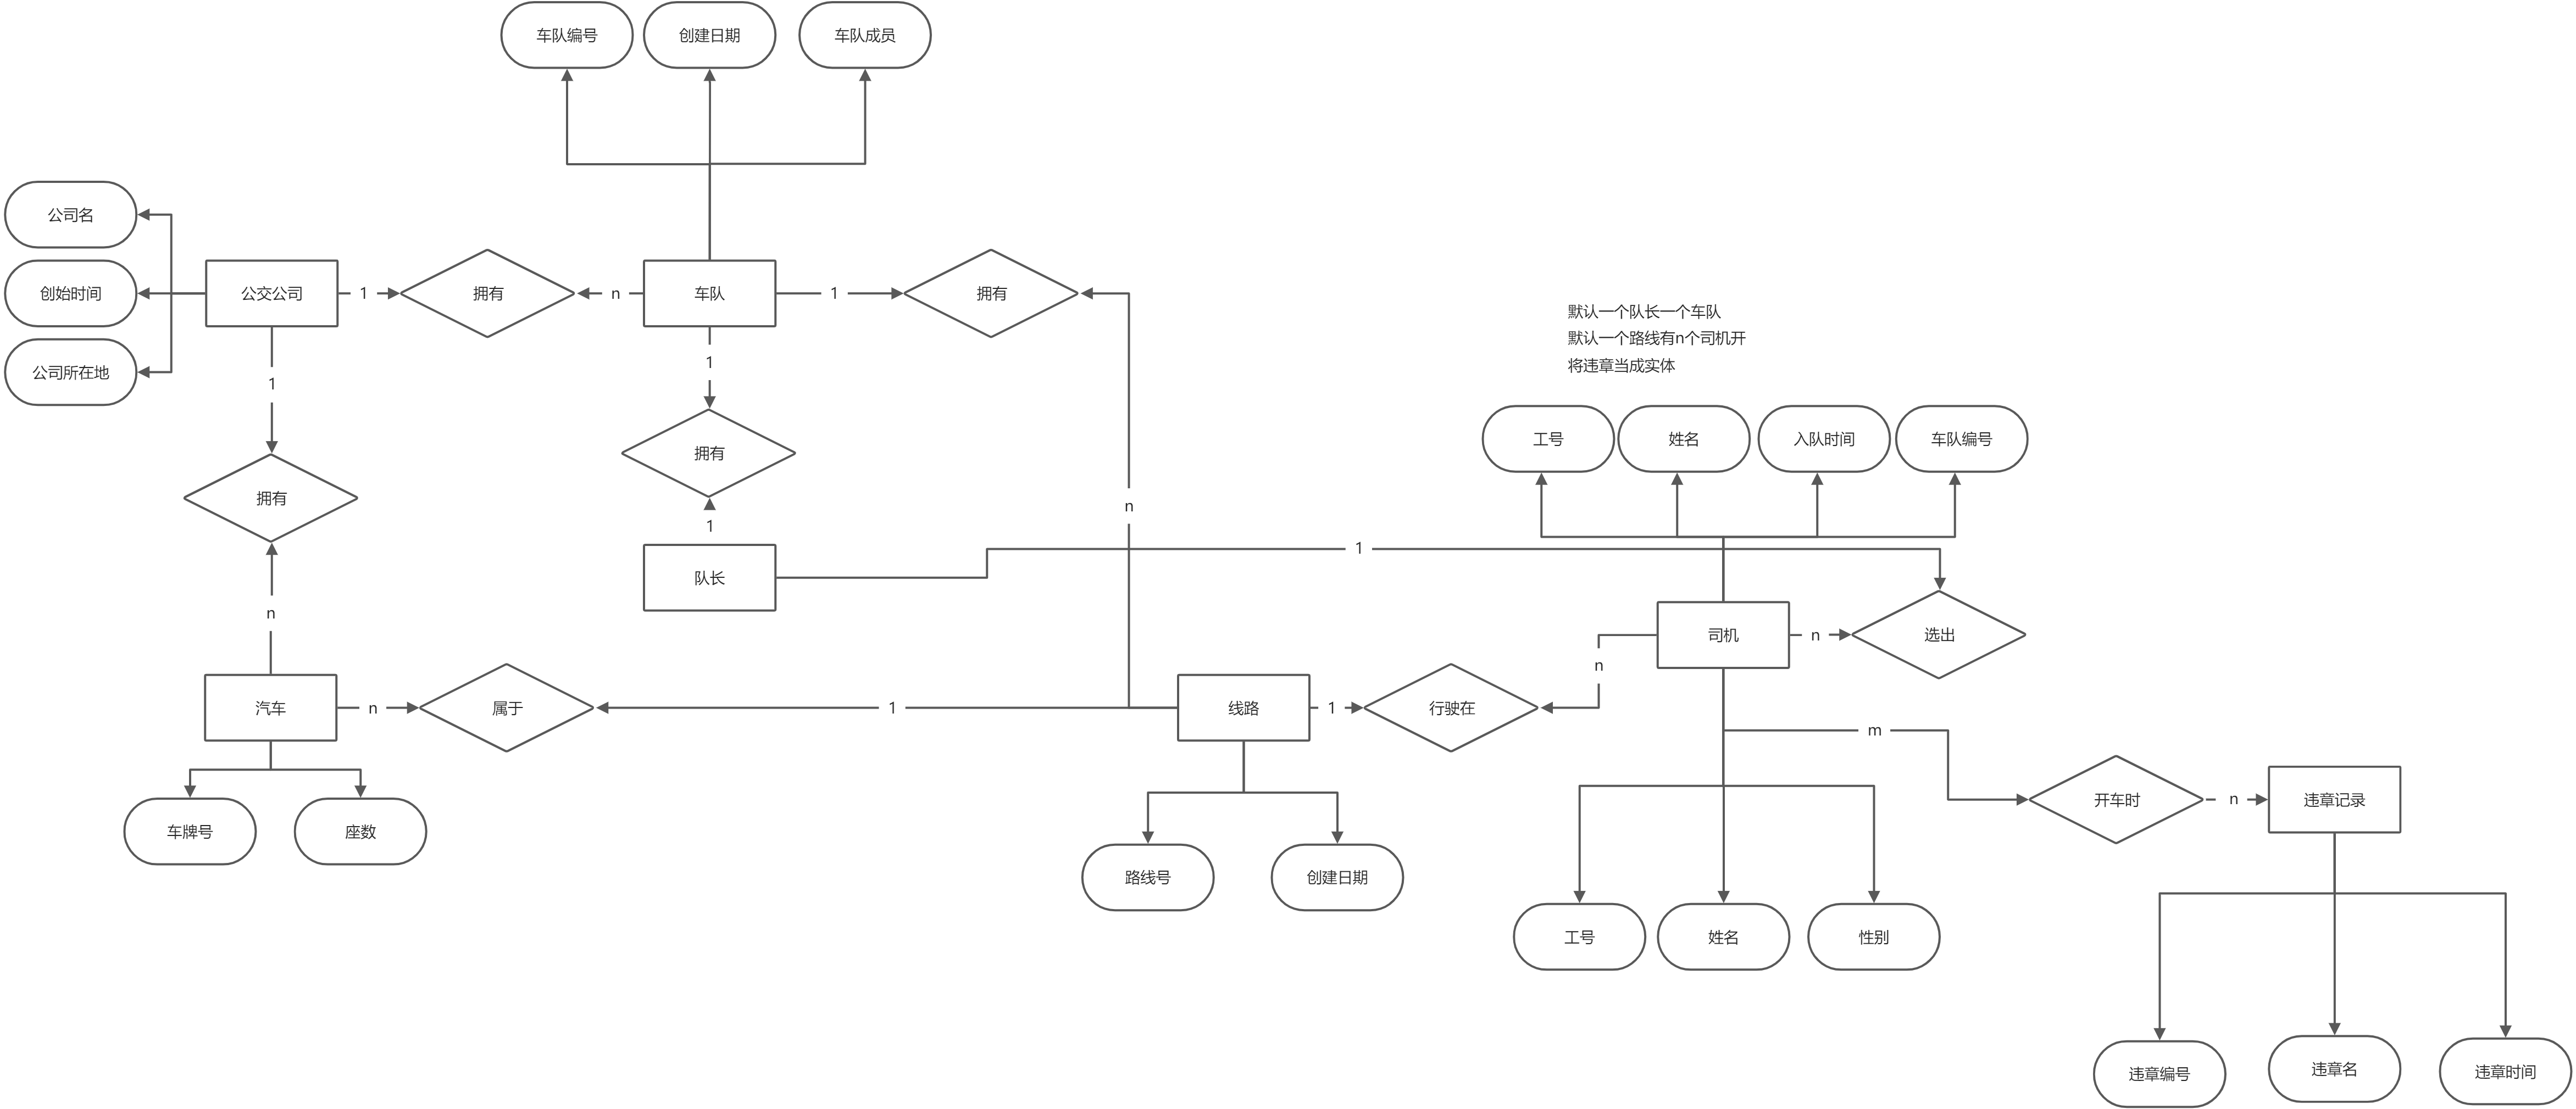 车队编号
创建日期
车队成员
公司名
创始时间
公司所在地
公交公司
1
拥有
n
车队
1
拥有
默认一个队长一个车队
默认一个路线有n个司机开
将违章当成实体
1
1
拥有
工号
姓名
入队时间
车队编号
拥有
n
1
队长
1
n
司机
n
选出
n
汽车
n
属于
1
线路
1
行驶在
m
开车时
n
违章记录
车牌号
座数
路线号
创建日期
工号
姓名
性别
违章编号
违章名
违章时间